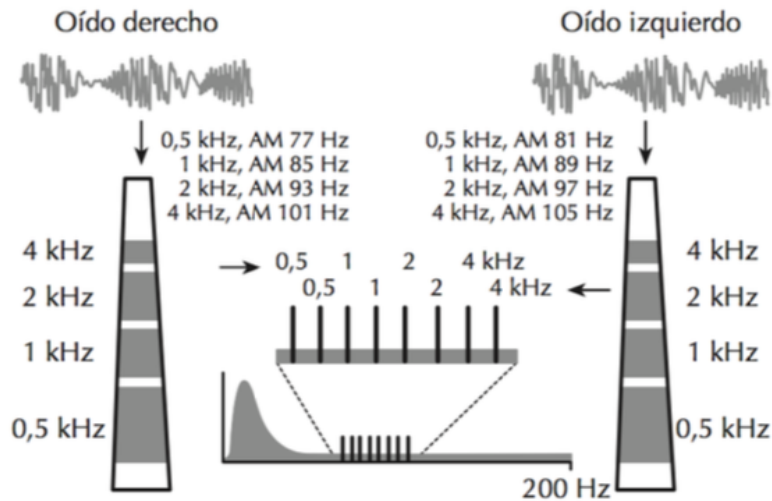 Oído derecho
Oído izquierdo
0,5 kHz, AM 77 Hz
1 kHz, AM 85 Hz
2 kHz, AM 93 Hz
4 kHz, AM 101 Hz
0,5 kHz, AM 81 Hz
1 kHz, AM 89 Hz
2 kHz, AM 97 Hz
4 kHz, AM 105 Hz
4 kHz
2 kHz
1 kHz
0,5 kHz
0,5 1 2 4 kHz
0,5 1 2 4 kHz
4 kHz
2 kHz
1 kHz
0,5 kHz
200 Hz